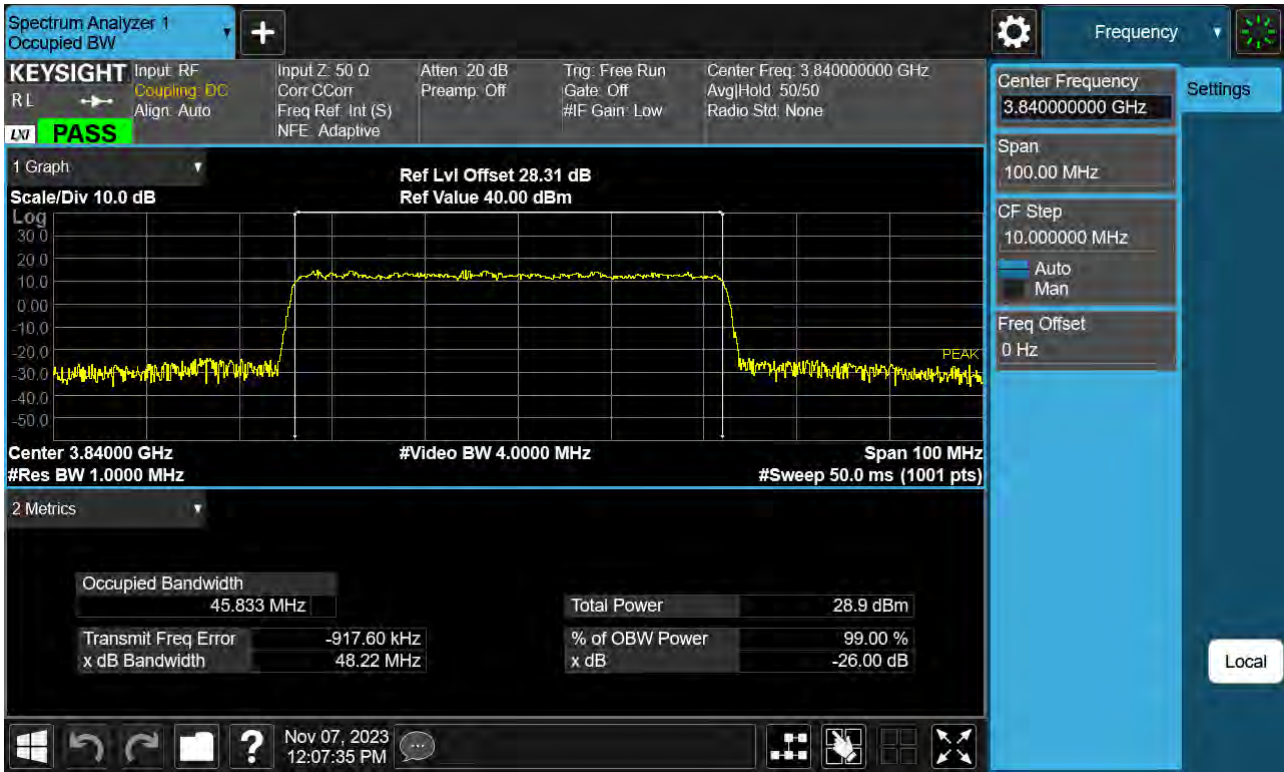 Spectrum Analyzer 1
Occupied BW
+
Frequency
KEYSIGHT
RL
LXI
PASS
Input: RF
Coupling: DC
Align: Auto
Input Z: 50 Ω
Corr CCorr
Freq Ref: Int (S)
NFE: Adaptive
Atten: 20 dB
Preamp: Off
Trig: Free Run
Gate: Off
#IF Gain: Low
Center Freq: 3.840000000 GHz
Avg|Hold: 50/50
Radio Std: None
Center Frequency
3.840000000 GHz
Settings
Span
100.00 MHz
CF Step
10.000000 MHz
Auto
Man
Freq Offset
0 Hz
Local
1 Graph
Scale/Div 10.0 dB
Ref Lvl Offset 28.31 dB
Ref Value 40.00 dBm
Log
30.0
20.0
10.0
0.00
-10.0
-20.0
-30.0
-40.0
-50.0
PEAK
Center 3.84000 GHz
#Video BW 4.0000 MHz
Span 100 MHz
#Res BW 1.0000 MHz
#Sweep 50.0 ms (1001 pts)
2 Metrics
Occupied Bandwidth
45.833 MHz
Total Power 28.9 dBm
Transmit Freq Error -917.60 kHz
% of OBW Power 99.00 %
x dB Bandwidth 48.22 MHz
x dB -26.00 dB
?
Nov 07, 2023
12:07:35 PM